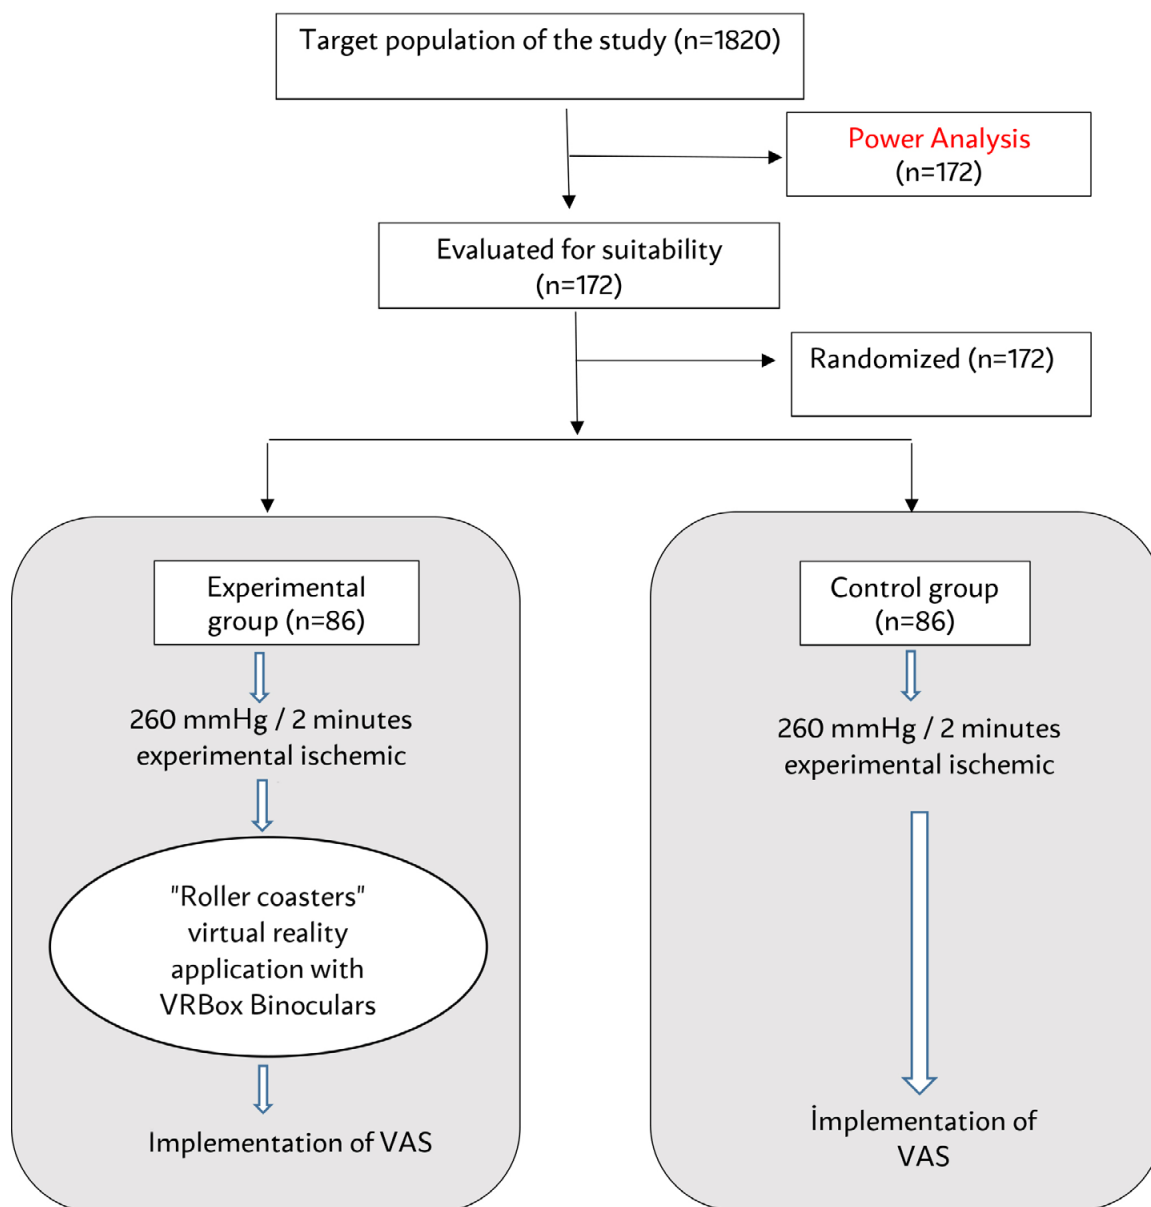 Target population of the study (n=1820)
Power Analysis
(n=172)
Evaluated for suitability
(n=172)
Randomized (n=172)
Experimental
group (n=86)
260 mmHg / 2 minutes
experimental ischemic
"Roller coasters"
virtual reality
application with
VRBox Binoculars
Implementation of VAS
Control group
(n=86)
260 mmHg / 2 minutes
experimental ischemic
İmplementation of
VAS